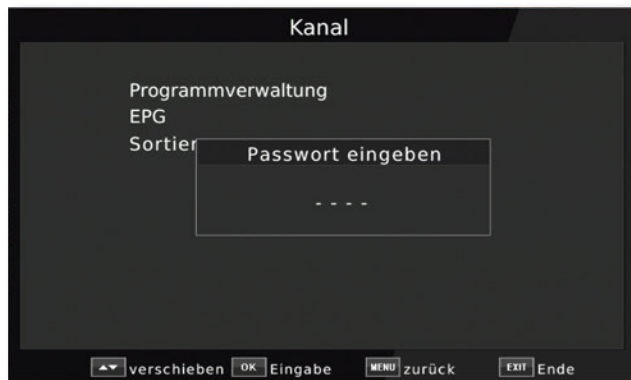 Kanal
Programmverwaltung
EPG
Sortier
Passwort eingeben
- - - -
verschieben OK Eingabe MENU zurück EXIT Ende